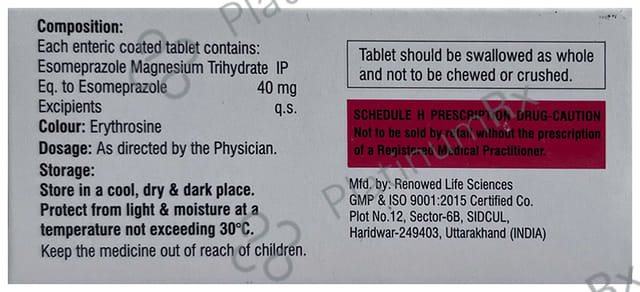 Composition:
Each enteric coated tablet contains:
Esomeprazole Magnesium Trihydrate IP
Eq. to Esomeprazole 40 mg
Excipients q.s.
Colour: Erythrosine
Dosage: As directed by the Physician.
Storage:
Store in a cool, dry & dark place.
Protect from light & moisture at a
temperature not exceeding 30°C.
Keep the medicine out of reach of children.
Tablet should be swallowed as whole
and not to be chewed or crushed.
SCHEDULE H PRESCRIPTION DRUG-CAUTION
Not to be sold by retail without the prescription
of a Registered Medical Practitioner.
Mfd. by: Renowed Life Sciences
GMP & ISO 9001:2015 Certified Co.
Plot No.12, Sector-6B, SIDCUL,
Haridwar-249403, Uttarakhand (INDIA)
PlatinumRx